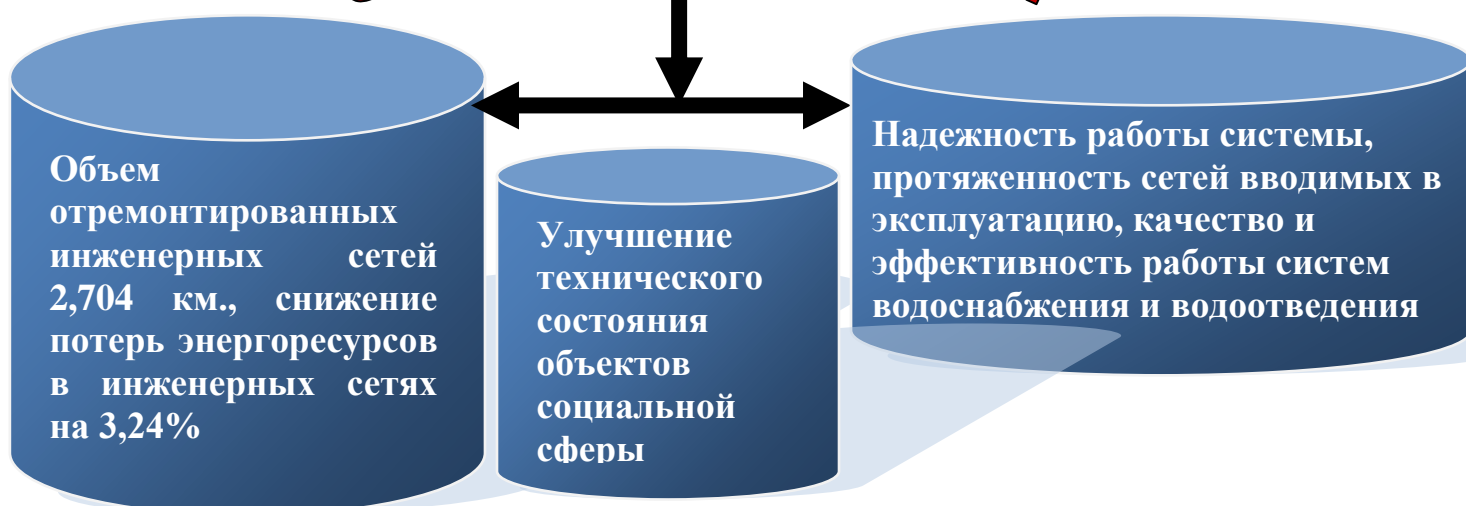 Объем
отремонтированных
инженерных сетей
2,704 км., снижение
потерь энергоресурсов
в инженерных сетях
на 3,24%
Улучшение
технического
состояния
объектов
социальной
сферы
Надежность работы системы,
протяженность сетей вводимых в
эксплуатацию, качество и
эффективность работы систем
водоснабжения и водоотведения